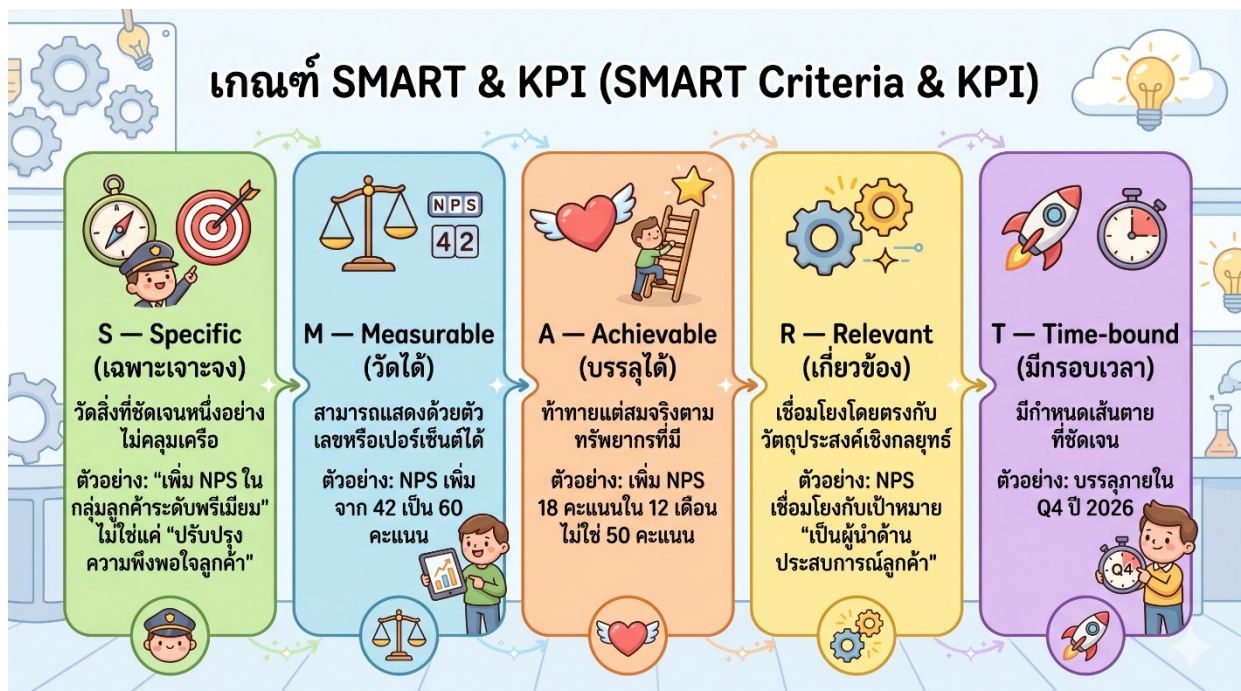 เกณฑ์ SMART & KPI (SMART Criteria & KPI)
NPS
42
S — Specific
(เฉพาะเจาะจง)
วัดสิ่งที่ชัดเจนหนึ่งอย่าง
ไม่คลุมเครือ
ตัวอย่าง: “เพิ่ม NPS ใน
กลุ่มลูกค้าระดับพรีเมียม”
ไม่ใช่แค่ “ปรับปรุง
ความพึงพอใจลูกค้า”
M — Measurable
(วัดได้)
สามารถแสดงด้วยตัว
เลขหรือเปอร์เซ็นต์ได้
ตัวอย่าง: NPS เพิ่ม
จาก 42 เป็น 60
คะแนน
A — Achievable
(บรรลุได้)
ท้าทายแต่สมจริงตาม
ทรัพยากรที่มี
ตัวอย่าง: เพิ่ม NPS
18 คะแนนใน 12 เดือน
ไม่ใช่ 50 คะแนน
R — Relevant
(เกี่ยวข้อง)
เชื่อมโยงโดยตรงกับ
วัตถุประสงค์เชิงกลยุทธ์
ตัวอย่าง: NPS
เชื่อมโยงกับเป้าหมาย
“เป็นผู้นำด้าน
ประสบการณ์ลูกค้า”
T — Time-bound
(มีกรอบเวลา)
มีกำหนดเส้นตาย
ที่ชัดเจน
ตัวอย่าง: บรรลุภายใน
Q4 ปี 2026
Q4